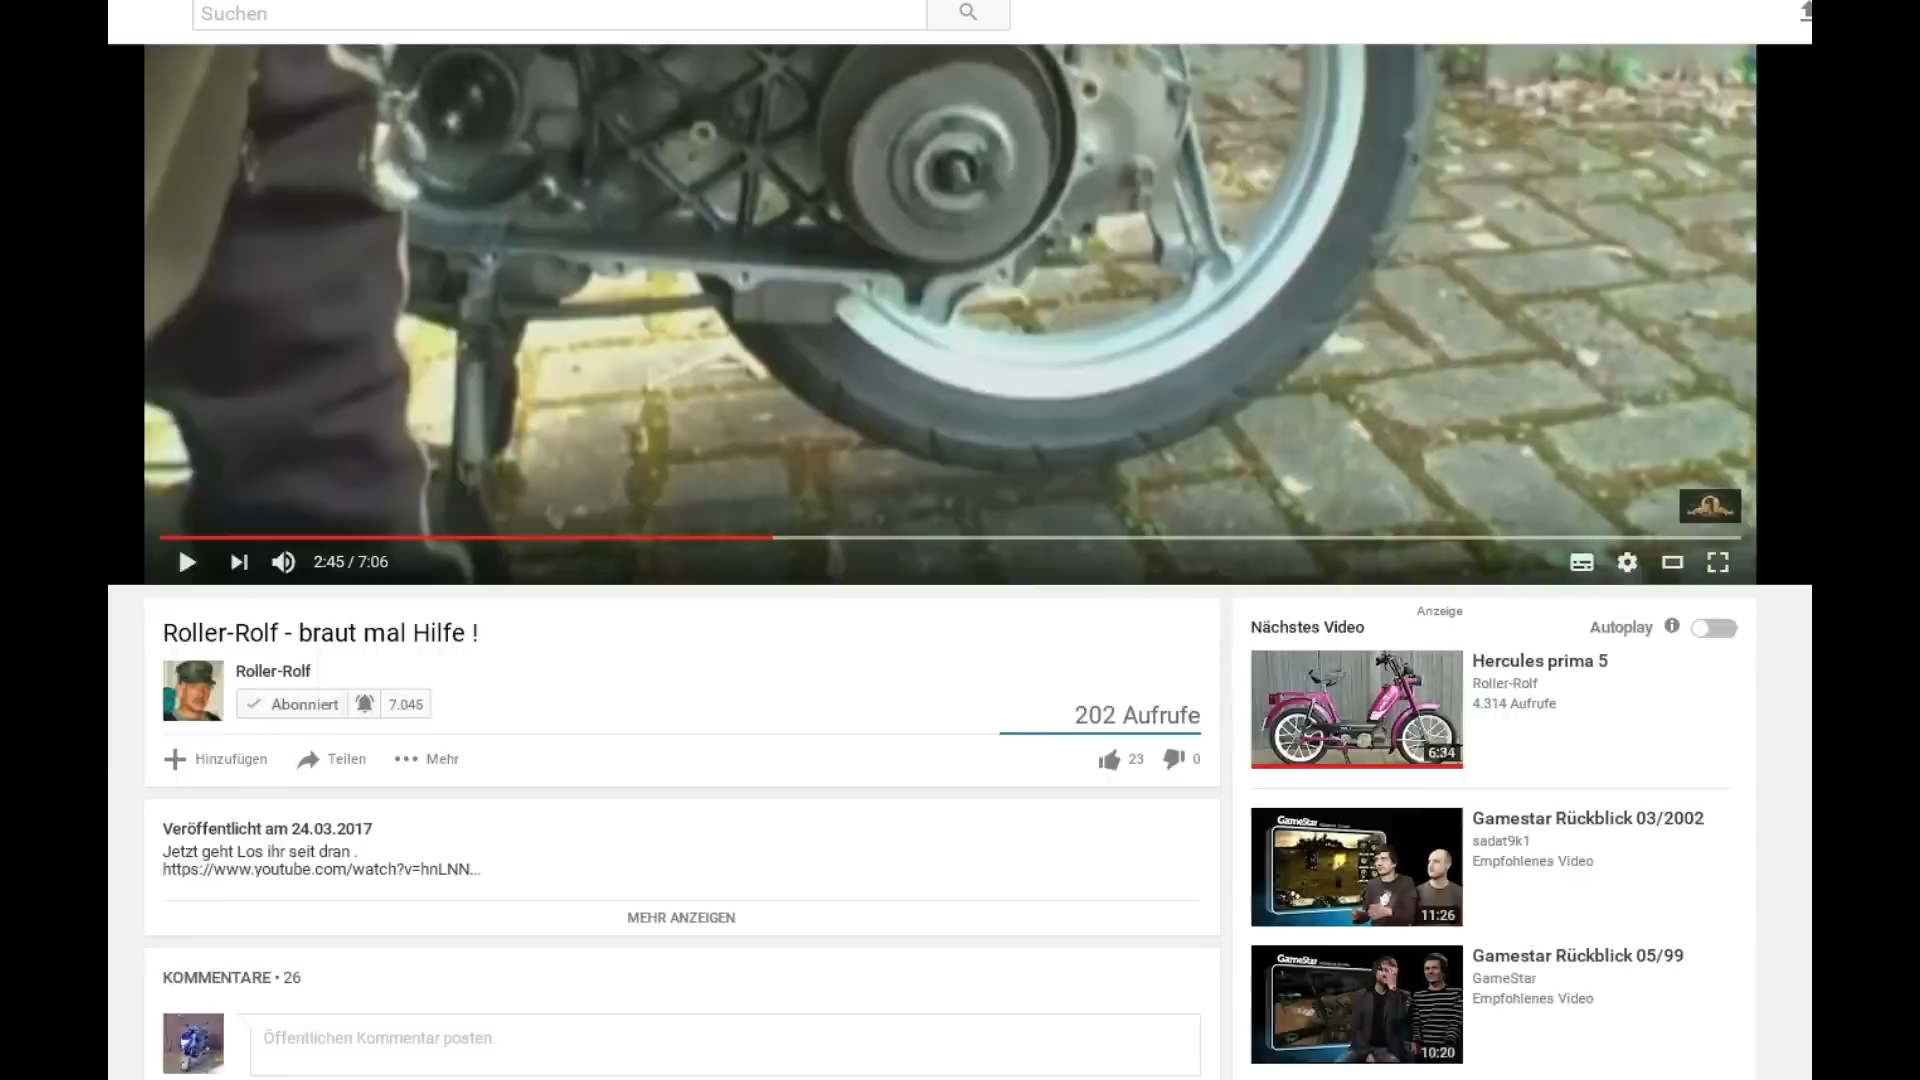 Suchen
2:45 / 7:06
Roller-Rolf - braut mal Hilfe !
Roller-Rolf
Abonniert 7.045
202 Aufrufe
Hinzufügen Teilen Mehr
23 0
Veröffentlicht am 24.03.2017
Jetzt geht Los ihr seit dran .
https://www.youtube.com/watch?v=hnLNN...
MEHR ANZEIGEN
KOMMENTARE • 26
Öffentlichen Kommentar posten..
Anzeige
Nächstes Video
Autoplay
Hercules prima 5
Roller-Rolf
4.314 Aufrufe
6:34
Gamestar Rückblick 03/2002
sadat9k1
Empfohlenes Video
GameStar
11:26
Gamestar Rückblick 05/99
GameStar
Empfohlenes Video
GameStar
10:20